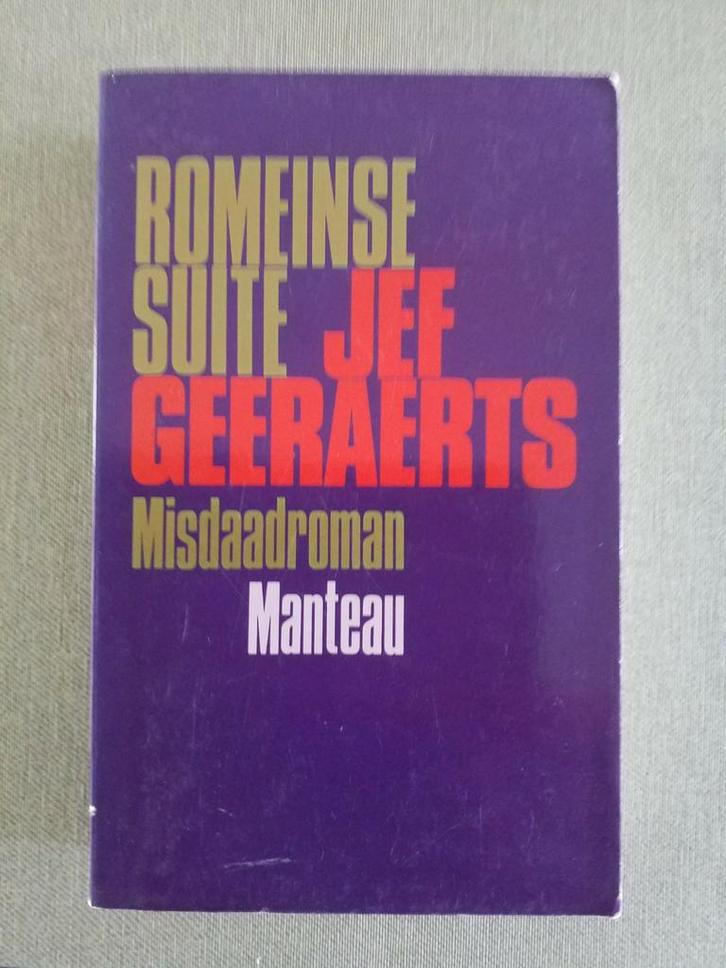 ROMEINSE
SUITE JEF
GEERAERTS
Misdaadroman
Manteau